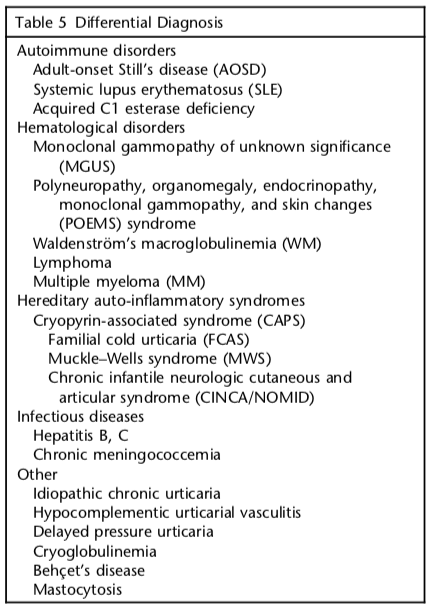 Table 5 Differential Diagnosis
Autoimmune disorders
Adult-onset Still's disease (AOSD)
Systemic lupus erythematosus (SLE)
Acquired C1 esterase deficiency
Hematological disorders
Monoclonal gammopathy of unknown significance
(MGUS)
Polyneuropathy, organomegaly, endocrinopathy,
monoclonal gammopathy, and skin changes
(POEMS) syndrome
Waldenström's macroglobulinemia (WM)
Lymphoma
Multiple myeloma (MM)
Hereditary auto-inflammatory syndromes
Cryopyrin-associated syndrome (CAPS)
Familial cold urticaria (FCAS)
Muckle–Wells syndrome (MWS)
Chronic infantile neurologic cutaneous and
articular syndrome (CINCA/NOMID)
Infectious diseases
Hepatitis B, C
Chronic meningococcemia
Other
Idiopathic chronic urticaria
Hypocomplementic urticarial vasculitis
Delayed pressure urticaria
Cryoglobulinemia
Behçet's disease
Mastocytosis